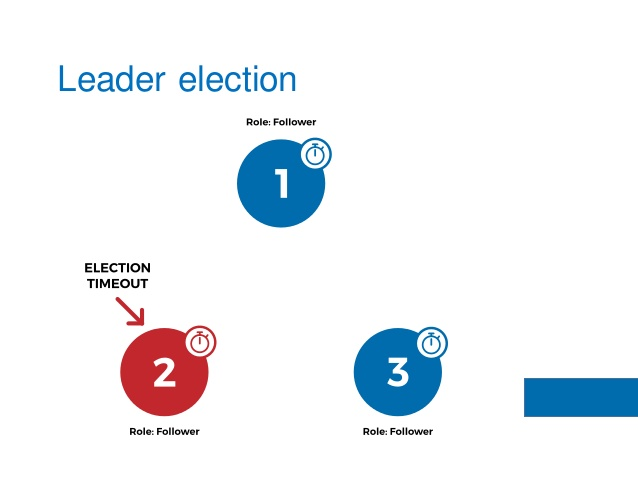 Leader election
Role: Follower
1
ELECTION
TIMEOUT
2
3
Role: Follower
Role: Follower